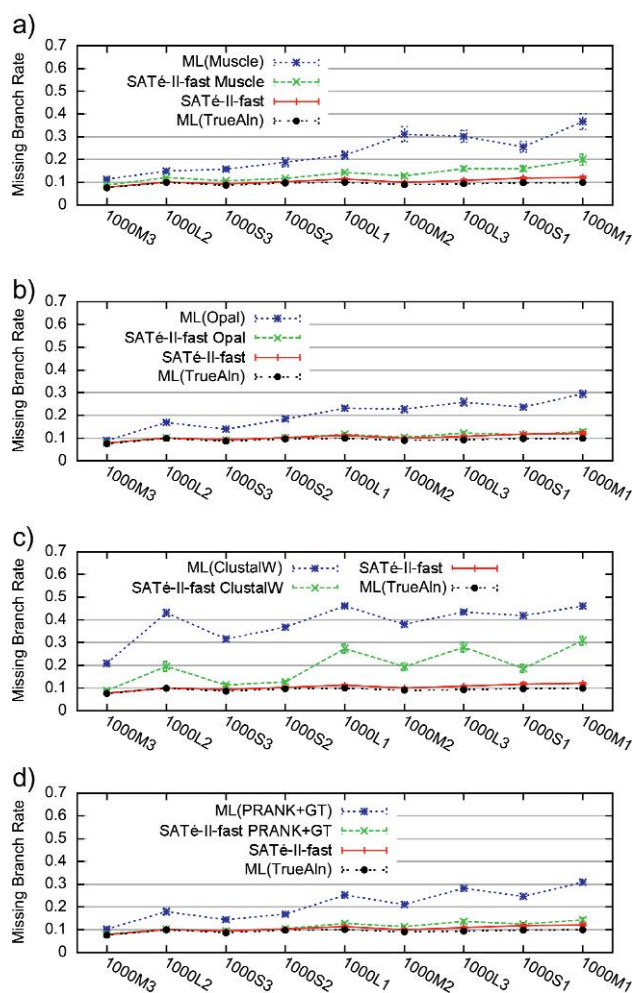 a)
Missing Branch Rate
0.7
0.6
0.5
0.4
0.3
0.2
0.1
0
ML(Muscle)
SATé-II-fast Muscle
SATé-II-fast
ML(TrueAln)
1000M3
1000L2
1000S3
1000S2
1000L1
1000M2
1000L3
1000S1
1000M1
b)
Missing Branch Rate
0.7
0.6
0.5
0.4
0.3
0.2
0.1
0
ML(Opal)
SATé-II-fast Opal
SATé-II-fast
ML(TrueAln)
1000M3
1000L2
1000S3
1000S2
1000L1
1000M2
1000L3
1000S1
1000M1
c)
Missing Branch Rate
0.7
0.6
0.5
0.4
0.3
0.2
0.1
0
ML(ClustalW)
SATé-II-fast ClustalW
SATé-II-fast
ML(TrueAln)
1000M3
1000L2
1000S3
1000S2
1000L1
1000M2
1000L3
1000S1
1000M1
d)
Missing Branch Rate
0.7
0.6
0.5
0.4
0.3
0.2
0.1
0
ML(PRANK+GT)
SATé-II-fast PRANK+GT
SATé-II-fast
ML(TrueAln)
1000M3
1000L2
1000S3
1000S2
1000L1
1000M2
1000L3
1000S1
1000M1